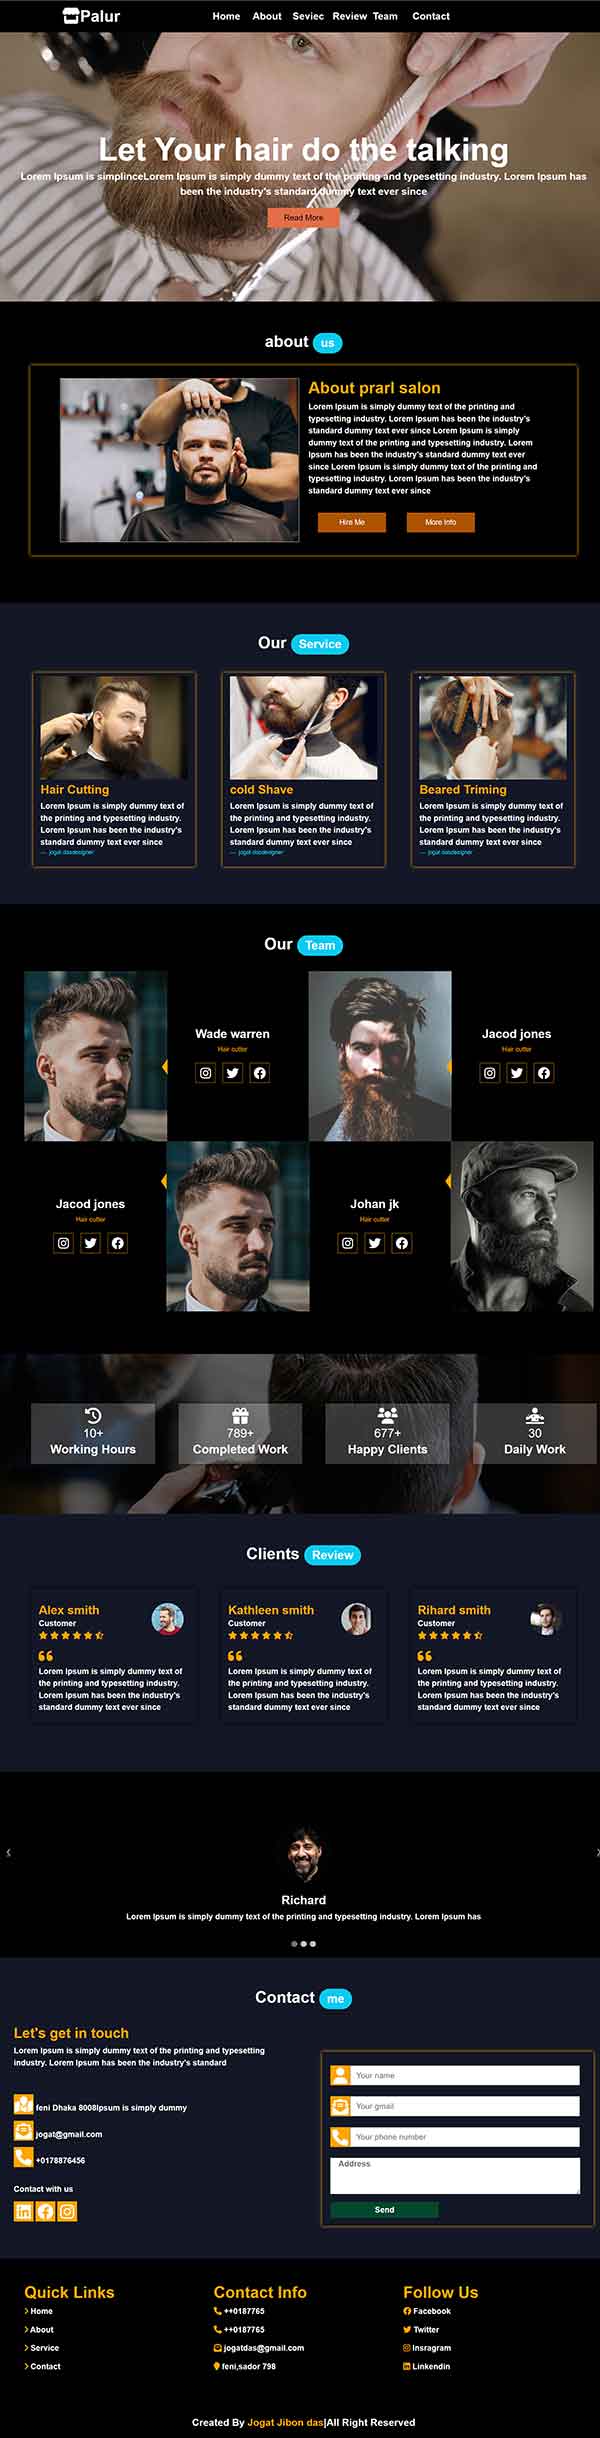 Palur Home About Seviec Review Team Contact
Let Your hair do the talking
Lorem Ipsum is simplinceLorem Ipsum is simply dummy text of the printing and typesetting industry. Lorem Ipsum has
been the industry's standard dummy text ever since
Read More
about us
About prarl salon
Lorem Ipsum is simply dummy text of the printing and
typesetting industry. Lorem Ipsum has been the industry's
standard dummy text ever since Lorem Ipsum is simply
dummy text of the printing and typesetting industry. Lorem
Ipsum has been the industry's standard dummy text ever
since Lorem Ipsum is simply dummy text of the printing and
typesetting industry. Lorem Ipsum has been the industry's
standard dummy text ever since
Hire Me More Info
Our Service
Hair Cutting
Lorem Ipsum is simply dummy text of
the printing and typesetting industry.
Lorem Ipsum has been the industry's
standard dummy text ever since
— jogat dasdesigner
cold Shave
Lorem Ipsum is simply dummy text of
the printing and typesetting industry.
Lorem Ipsum has been the industry's
standard dummy text ever since
— jogat dasdesigner
Beared Triming
Lorem Ipsum is simply dummy text of
the printing and typesetting industry.
Lorem Ipsum has been the industry's
standard dummy text ever since
— jogat dasdesigner
Our Team
Wade warren
Hair cutter
Jacod jones
Hair cutter
Jacod jones
Hair cutter
Johan jk
Hair cutter
10+
Working Hours
789+
Completed Work
677+
Happy Clients
30
Daily Work
Clients Review
Alex smith
Customer
Lorem Ipsum is simply dummy text of
the printing and typesetting industry.
Lorem Ipsum has been the industry's
standard dummy text ever since
Kathleen smith
Customer
Lorem Ipsum is simply dummy text of
the printing and typesetting industry.
Lorem Ipsum has been the industry's
standard dummy text ever since
Rihard smith
Customer
Lorem Ipsum is simply dummy text of
the printing and typesetting industry.
Lorem Ipsum has been the industry's
standard dummy text ever since
Richard
Lorem Ipsum is simply dummy text of the printing and typesetting industry. Lorem Ipsum has
Contact me
Let's get in touch
Lorem Ipsum is simply dummy text of the printing and typesetting
industry. Lorem Ipsum has been the industry's standard
feni Dhaka 8008Ipsum is simply dummy
jogat@gmail.com
+0178876456
Contact with us
Your name
Your gmail
Your phone number
Address
Send
Quick Links
Home
About
Service
Contact
Contact Info
++0187765
++0187765
jogatdas@gmail.com
feni,sador 798
Follow Us
Facebook
Twitter
Insragram
Linkendin
Created By Jogat Jibon das|All Right Reserved